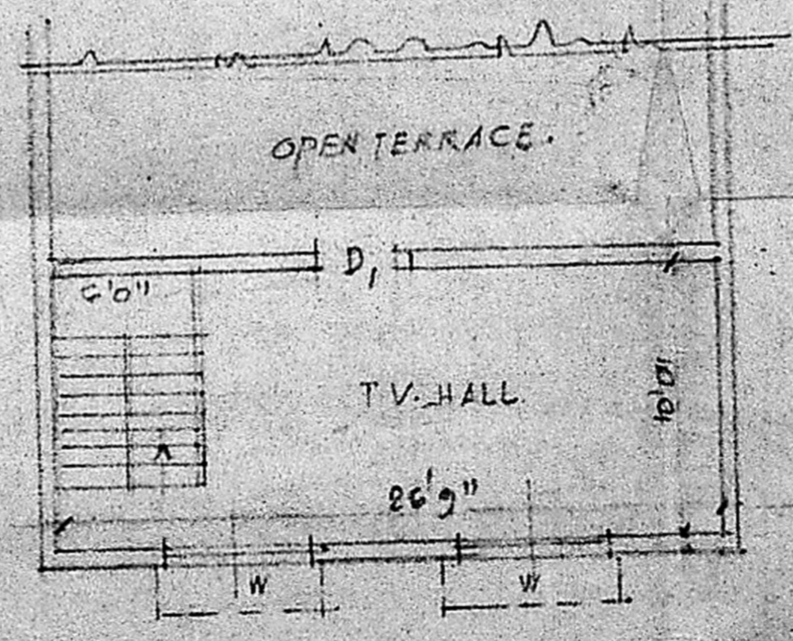 OPEN TERRACE.
D1
6'0"
T.V. HALL
10'0"
26'9"
W
W